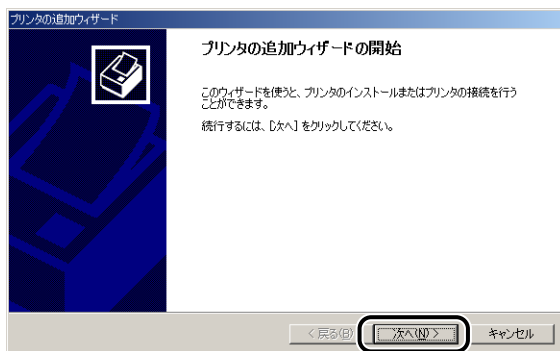 プリンタの追加ウィザード
プリンタの追加ウィザードの開始
このウィザードを使うと、プリンタのインストールまたはプリンタの接続を行う
ことができます。
続行するには、[次へ] をクリックしてください。
< 戻る(B)
次へ(N) >
キャンセル